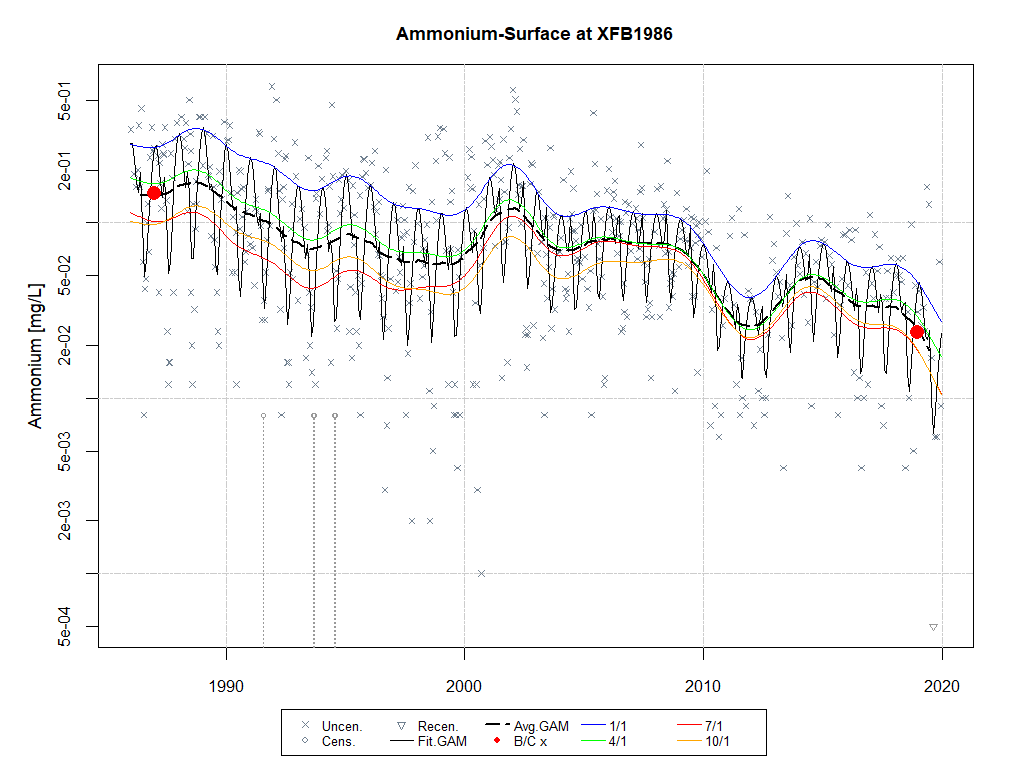 Ammonium-Surface at XFB1986
Ammonium [mg/L]
5e-01
2e-01
5e-02
2e-02
5e-03
2e-03
5e-04
1990 2000 2010 2020
Uncen. Recen. Avg.GAM 1/1 7/1
Cens. Fit.GAM B/C x 4/1 10/1